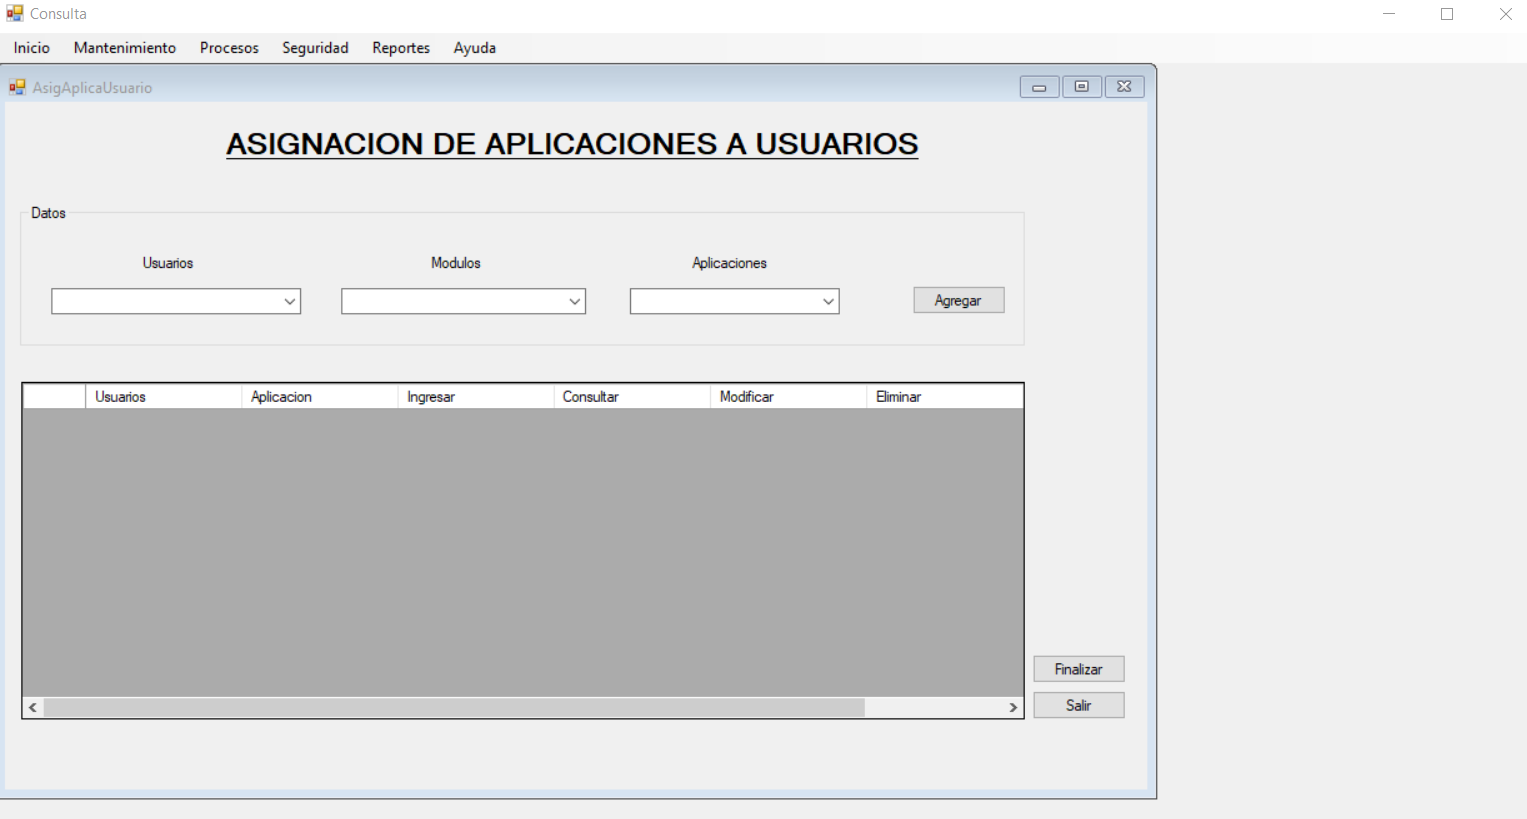 Consulta
Inicio Mantenimiento Procesos Seguridad Reportes Ayuda
AsigAplicaUsuario
ASIGNACION DE APLICACIONES A USUARIOS
Datos
Usuarios Modulos Aplicaciones
Agregar
Usuarios Aplicacion Ingresar Consultar Modificar Eliminar
Finalizar
Salir